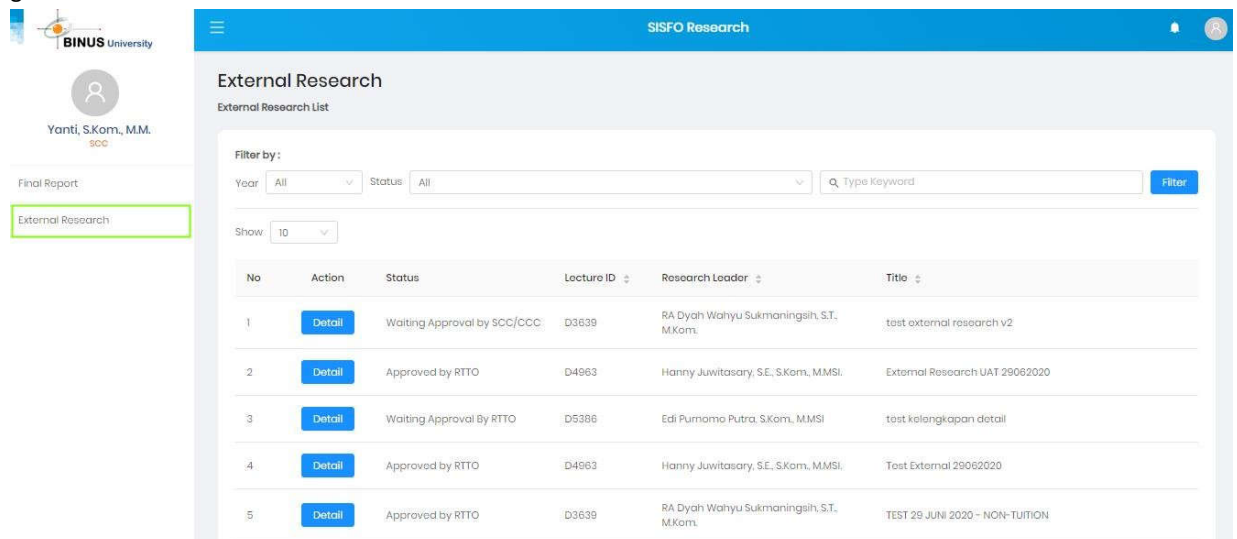 BINUS University
SISFO Research
Yanti, S.Kom., M.M.
SCC
Final Report
External Research
External Research
External Research List
Filter by :
Year All Status All Type Keyword Filter
Show 10
No Action Status Lecture ID Research Leader Title
1 Detail Waiting Approval by SCC/CCC D3639 RA Dyah Wahyu Sukmaningsih, S.T., M.Kom. test external research v2
2 Detail Approved by RTTO D4963 Hanny Juwitasary, S.E., S.Kom., M.MSI. External Research UAT 29062020
3 Detail Waiting Approval By RTTO D5386 Edi Purnomo Putra, S.Kom., M.MSI test kelengkapan detail
4 Detail Approved by RTTO D4963 Hanny Juwitasary, S.E., S.Kom., M.MSI. Test External 29062020
5 Detail Approved by RTTO D3639 RA Dyah Wahyu Sukmaningsih, S.T., M.Kom. TEST 29 JUNI 2020 - NON-TUITION